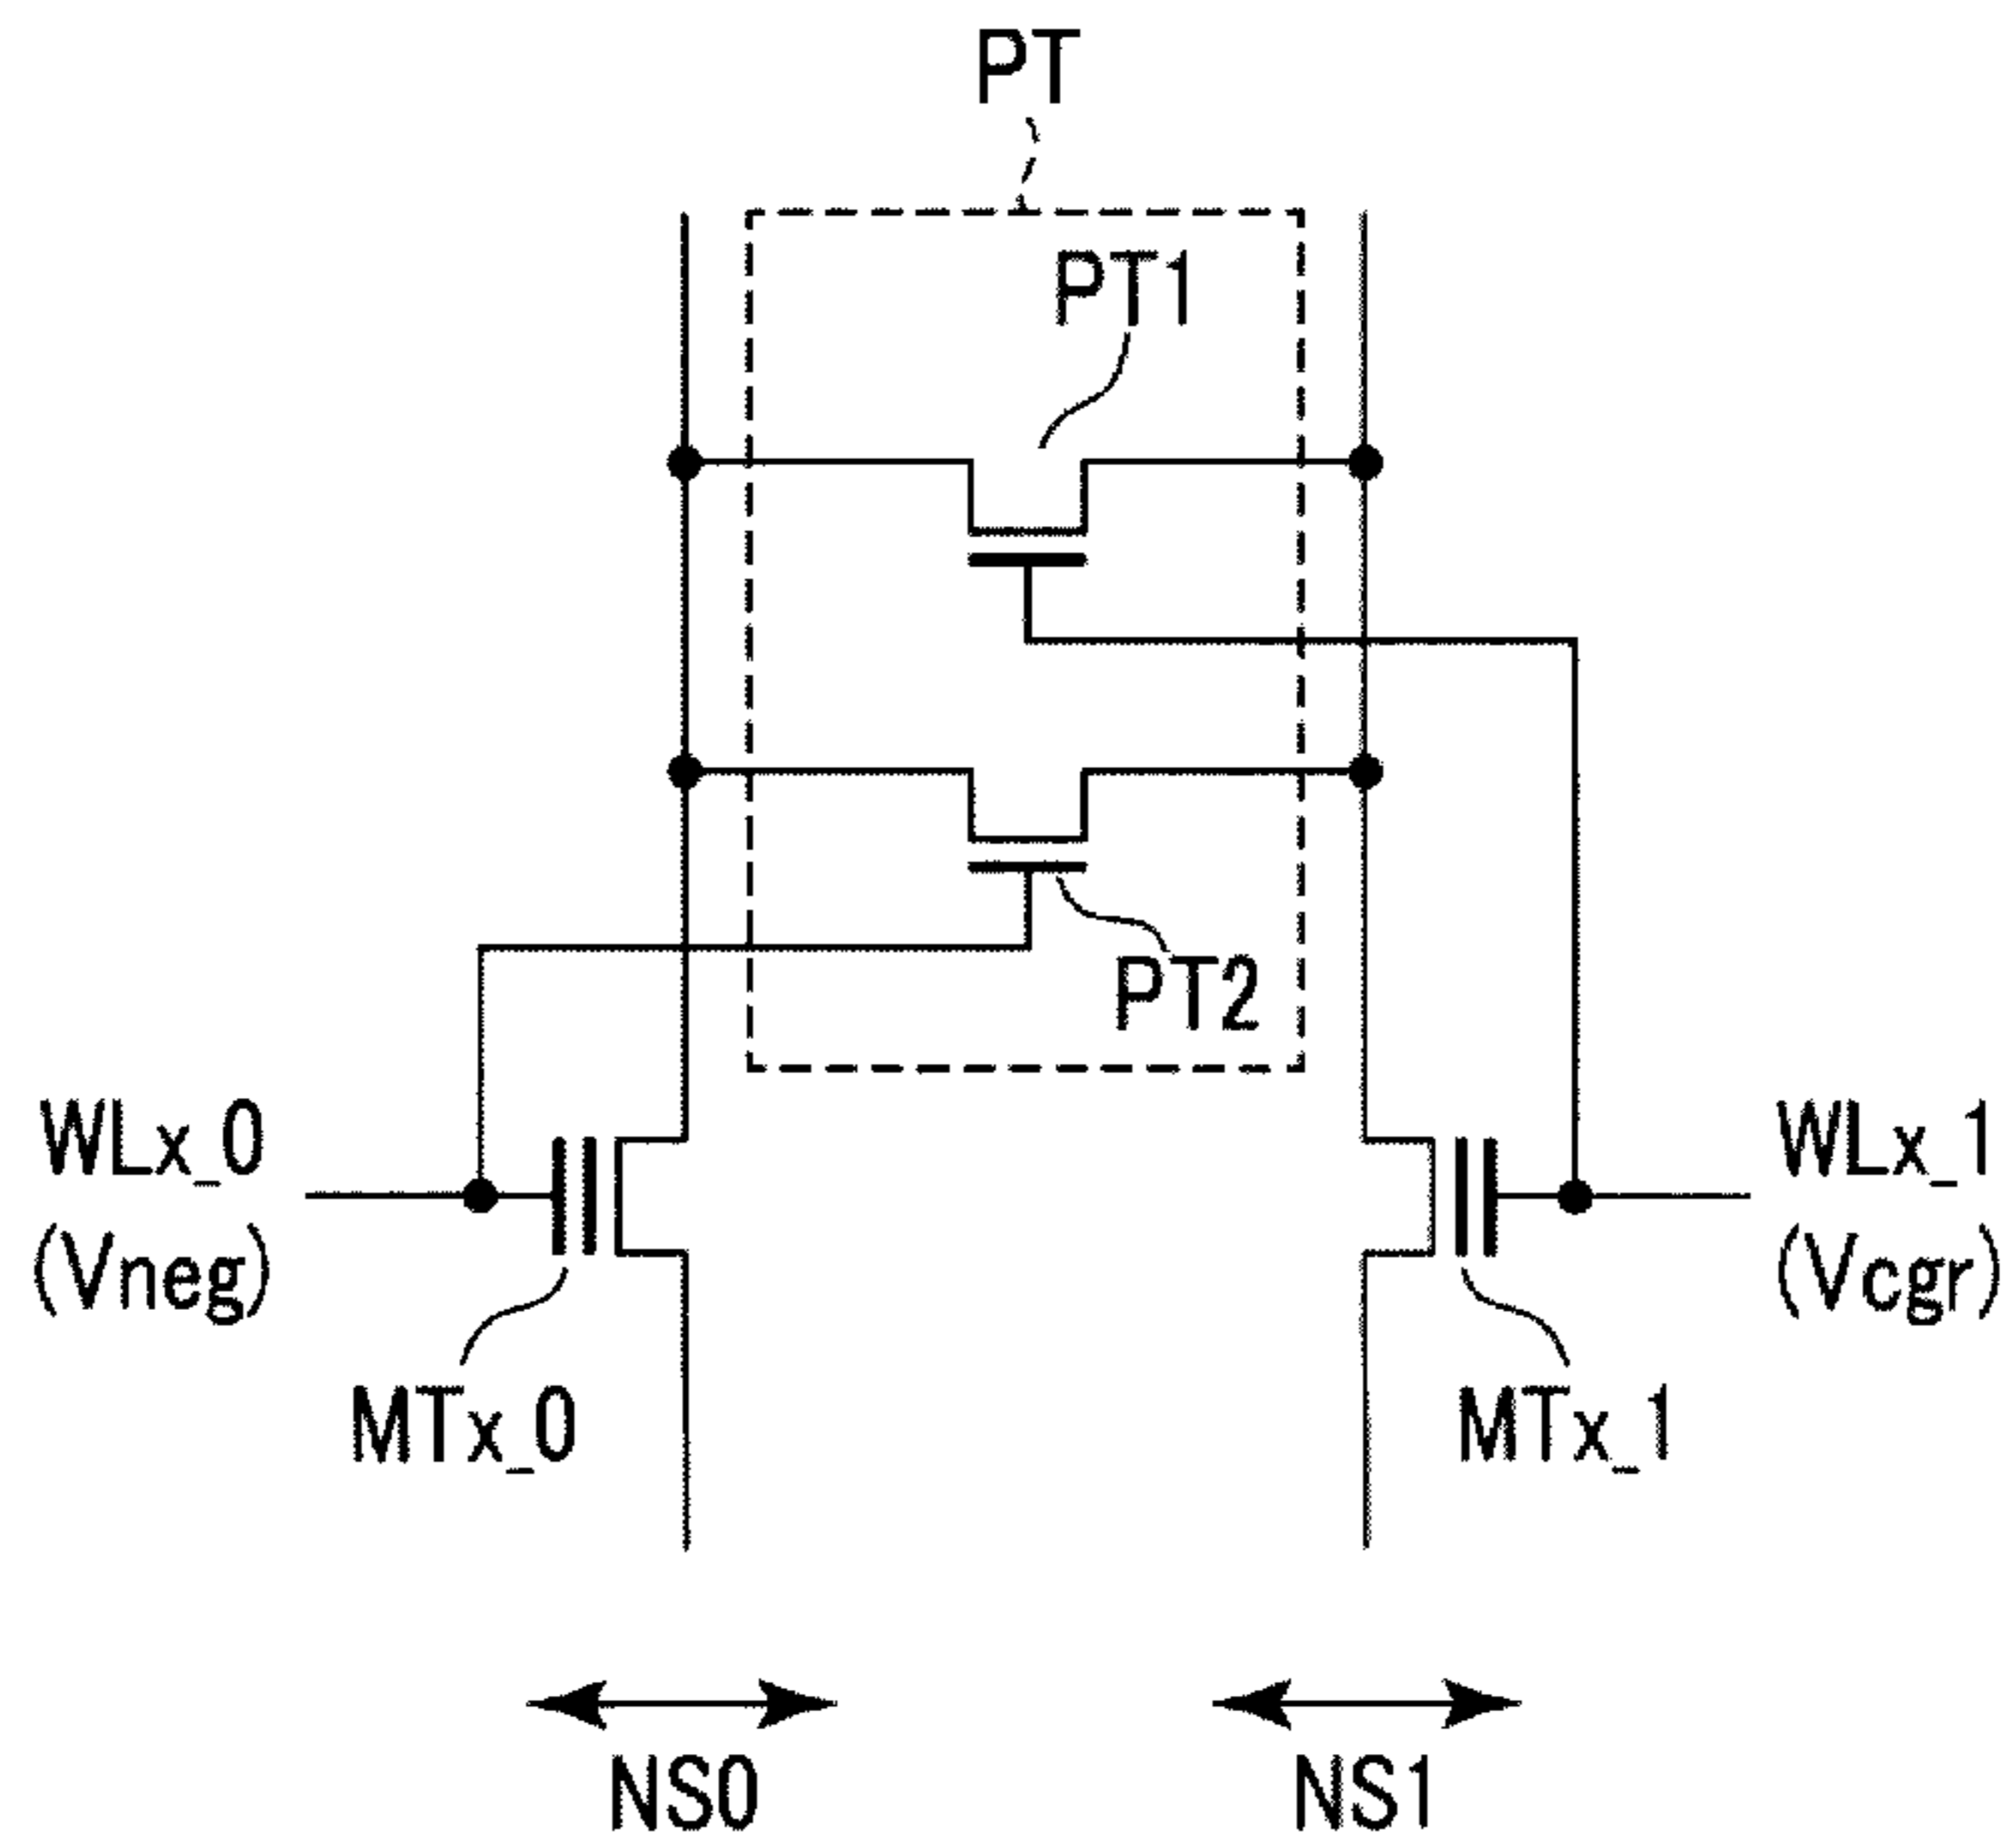 PT
PT1
PT2
WLx_0
(Vneg)
WLx_1
(Vcgr)
MTx_0
MTx_1
NS0
NS1